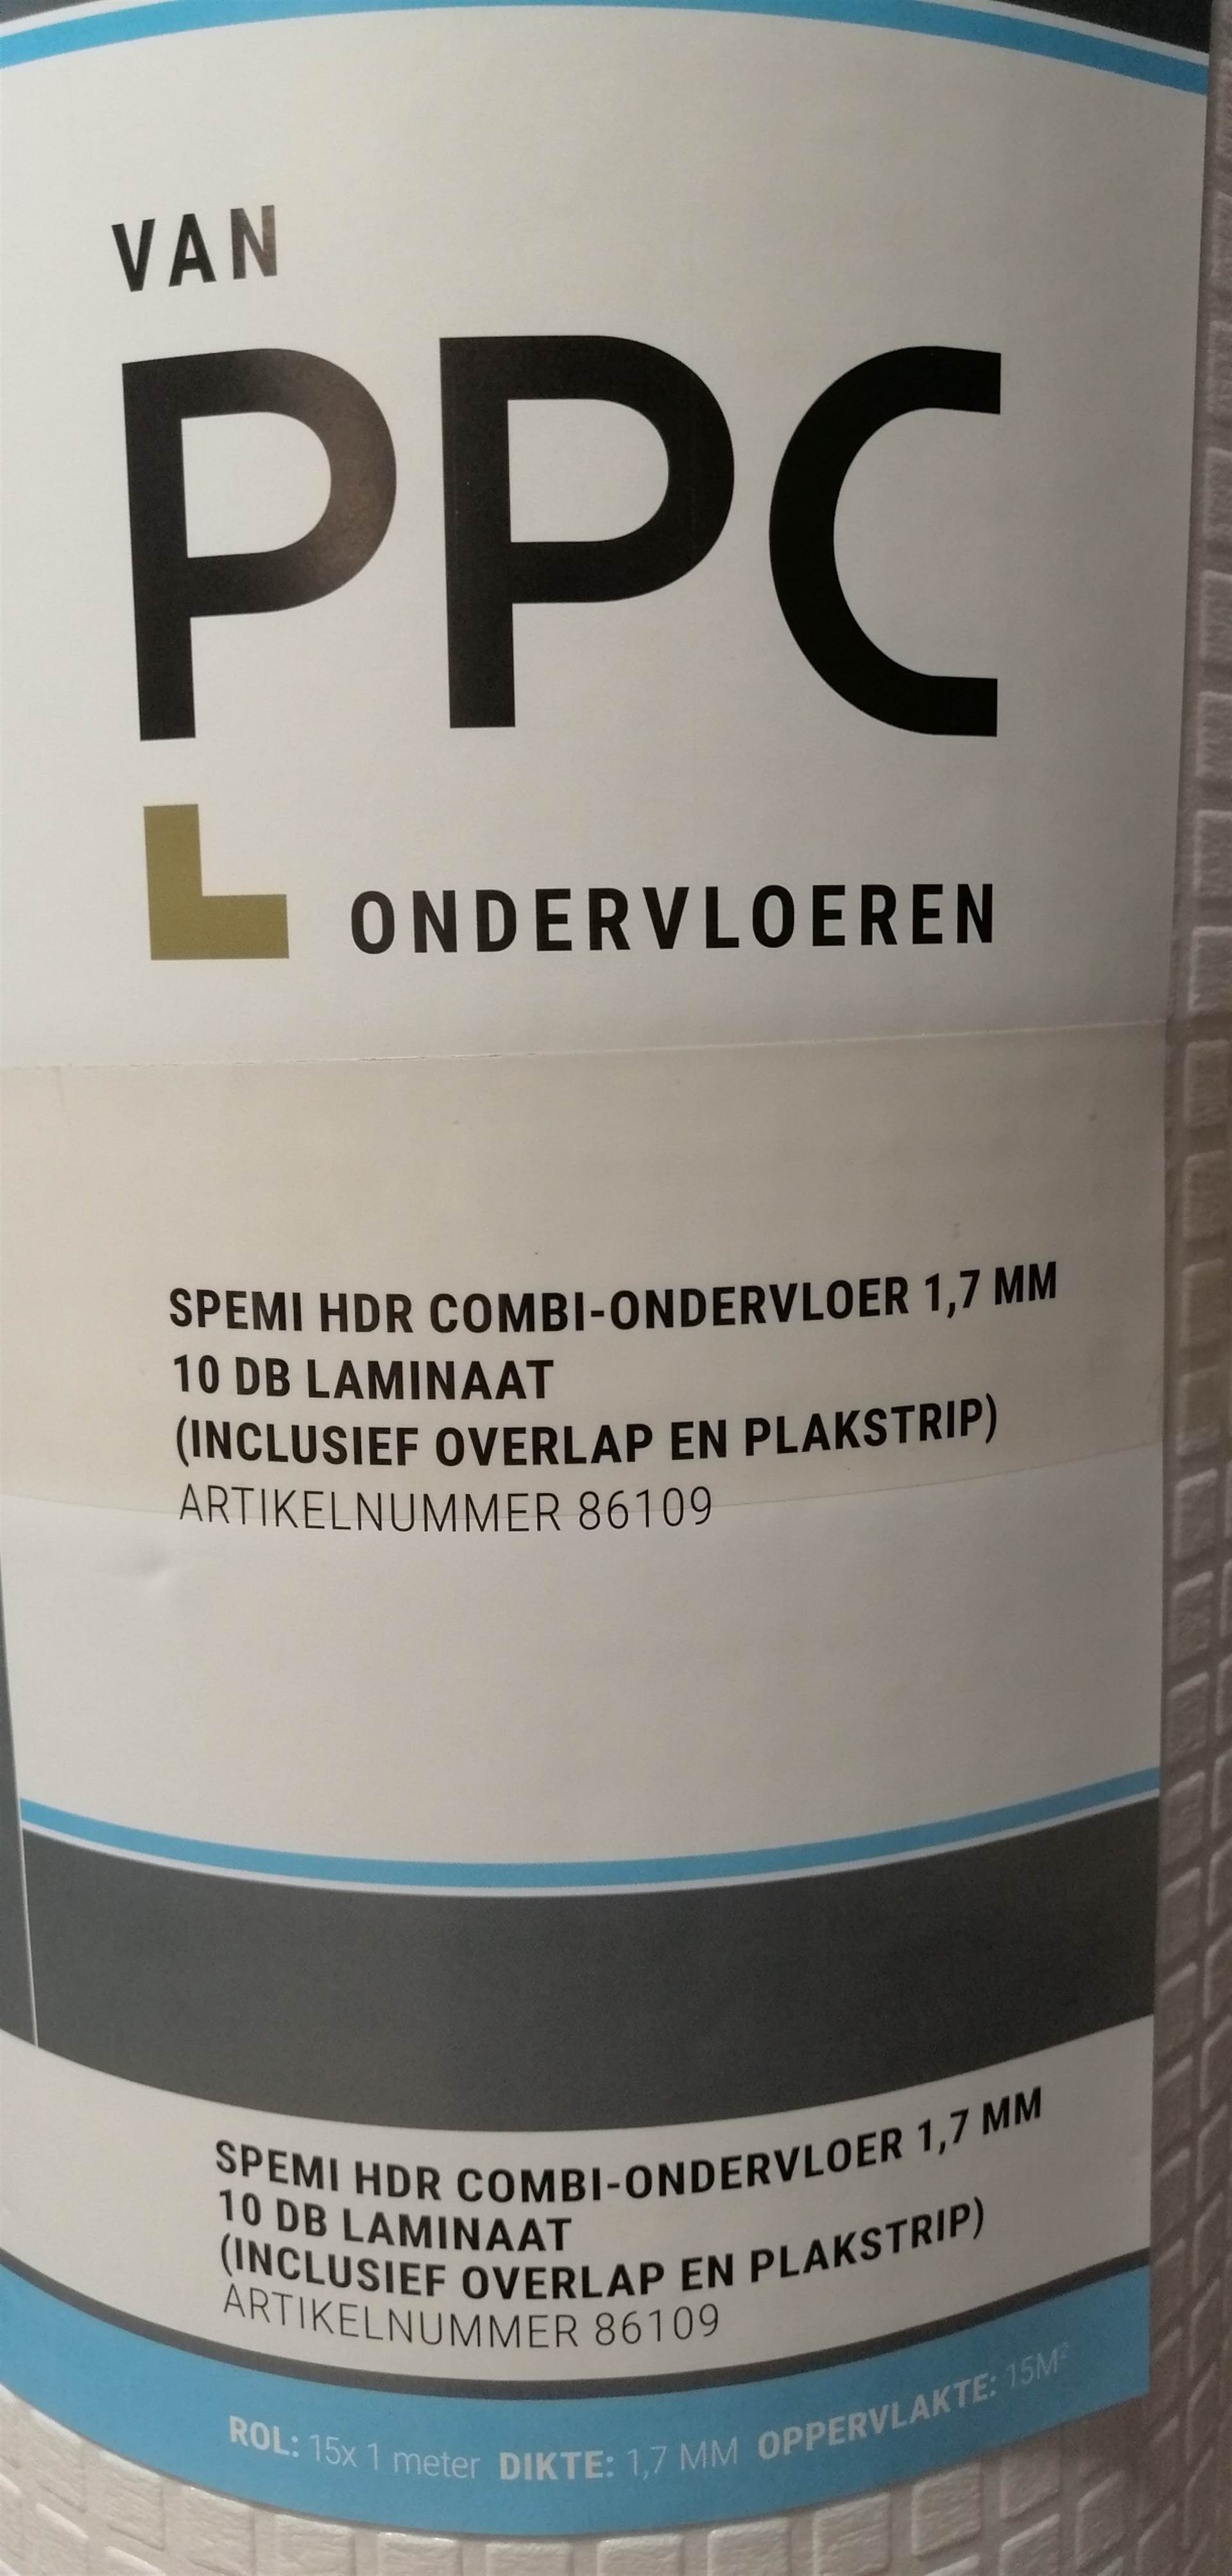 VAN
PPC
ONDERVLOEREN
SPEMI HDR COMBI-ONDERVLOER 1,7 MM
10 DB LAMINAAT
(INCLUSIEF OVERLAP EN PLAKSTRIP)
ARTIKELNUMMER 86109
SPEMI HDR COMBI-ONDERVLOER 1,7 MM
10 DB LAMINAAT
(INCLUSIEF OVERLAP EN PLAKSTRIP)
ARTIKELNUMMER 86109
ROL: 15x 1 meter DIKTE: 1,7 MM OPPERVLAKTE: 15M²